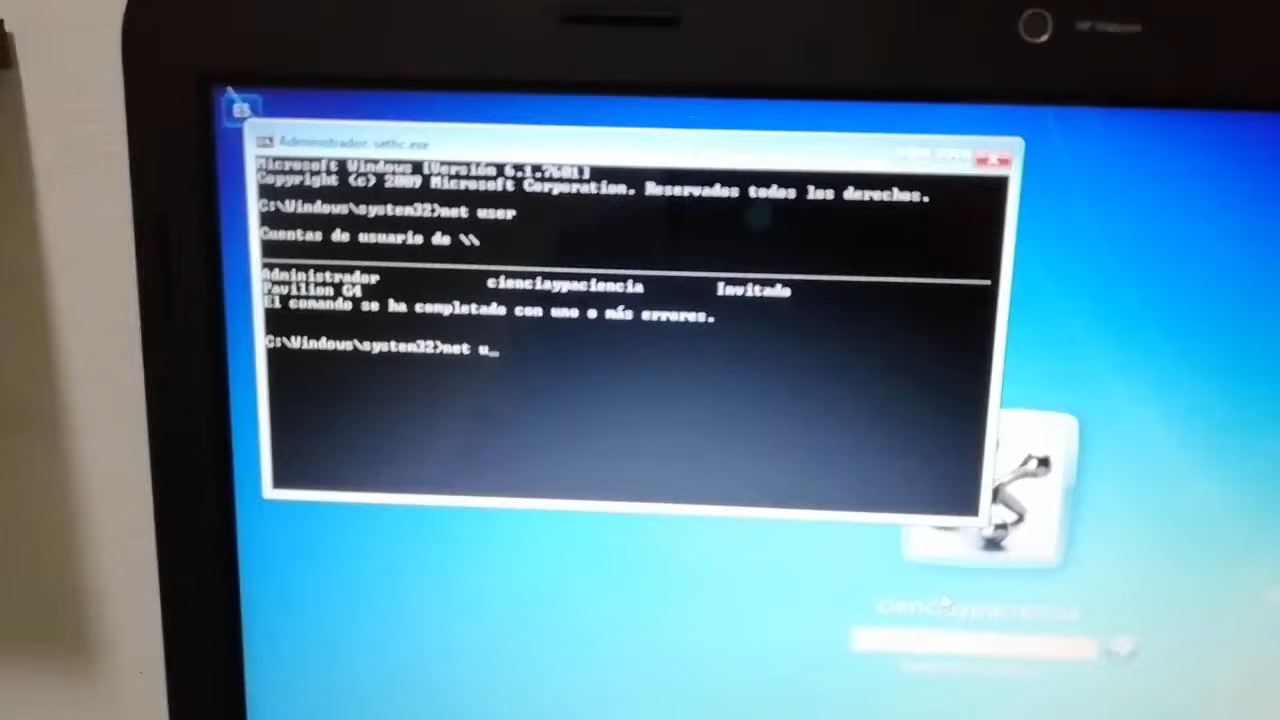 Administrador: sethc.exe
Microsoft Windows [Versión 6.1.7601]
Copyright (c) 2009 Microsoft Corporation. Reservados todos los derechos.
C:\Windows\system32>net user
Cuentas de usuario de \\
Administrador cienciaypaciencia Invitado
Pavilion G4
El comando se ha completado con uno o más errores.
C:\Windows\system32>net u_
cienciaypaciencia